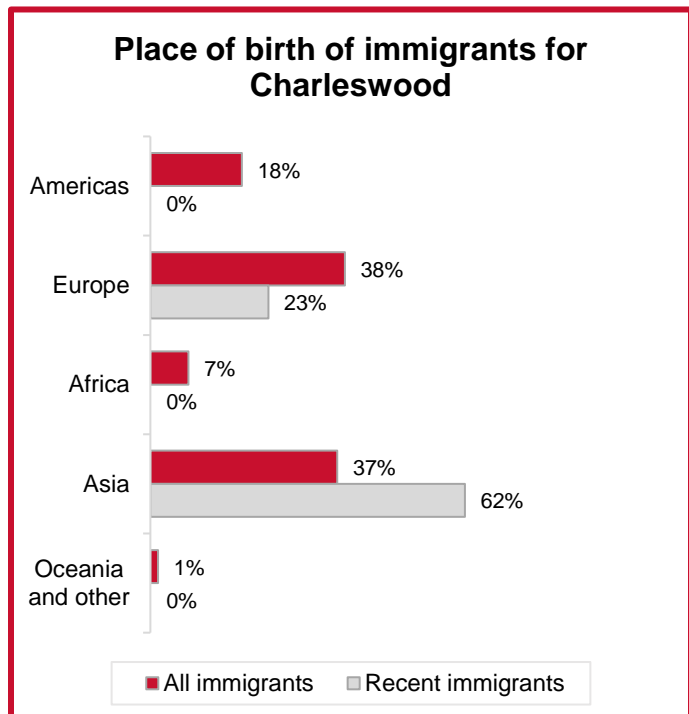 Place of birth of immigrants for
Charleswood
Americas
18%
0%
Europe
38%
23%
Africa
7%
0%
Asia
37%
62%
Oceania
and other
1%
0%
All immigrants
Recent immigrants